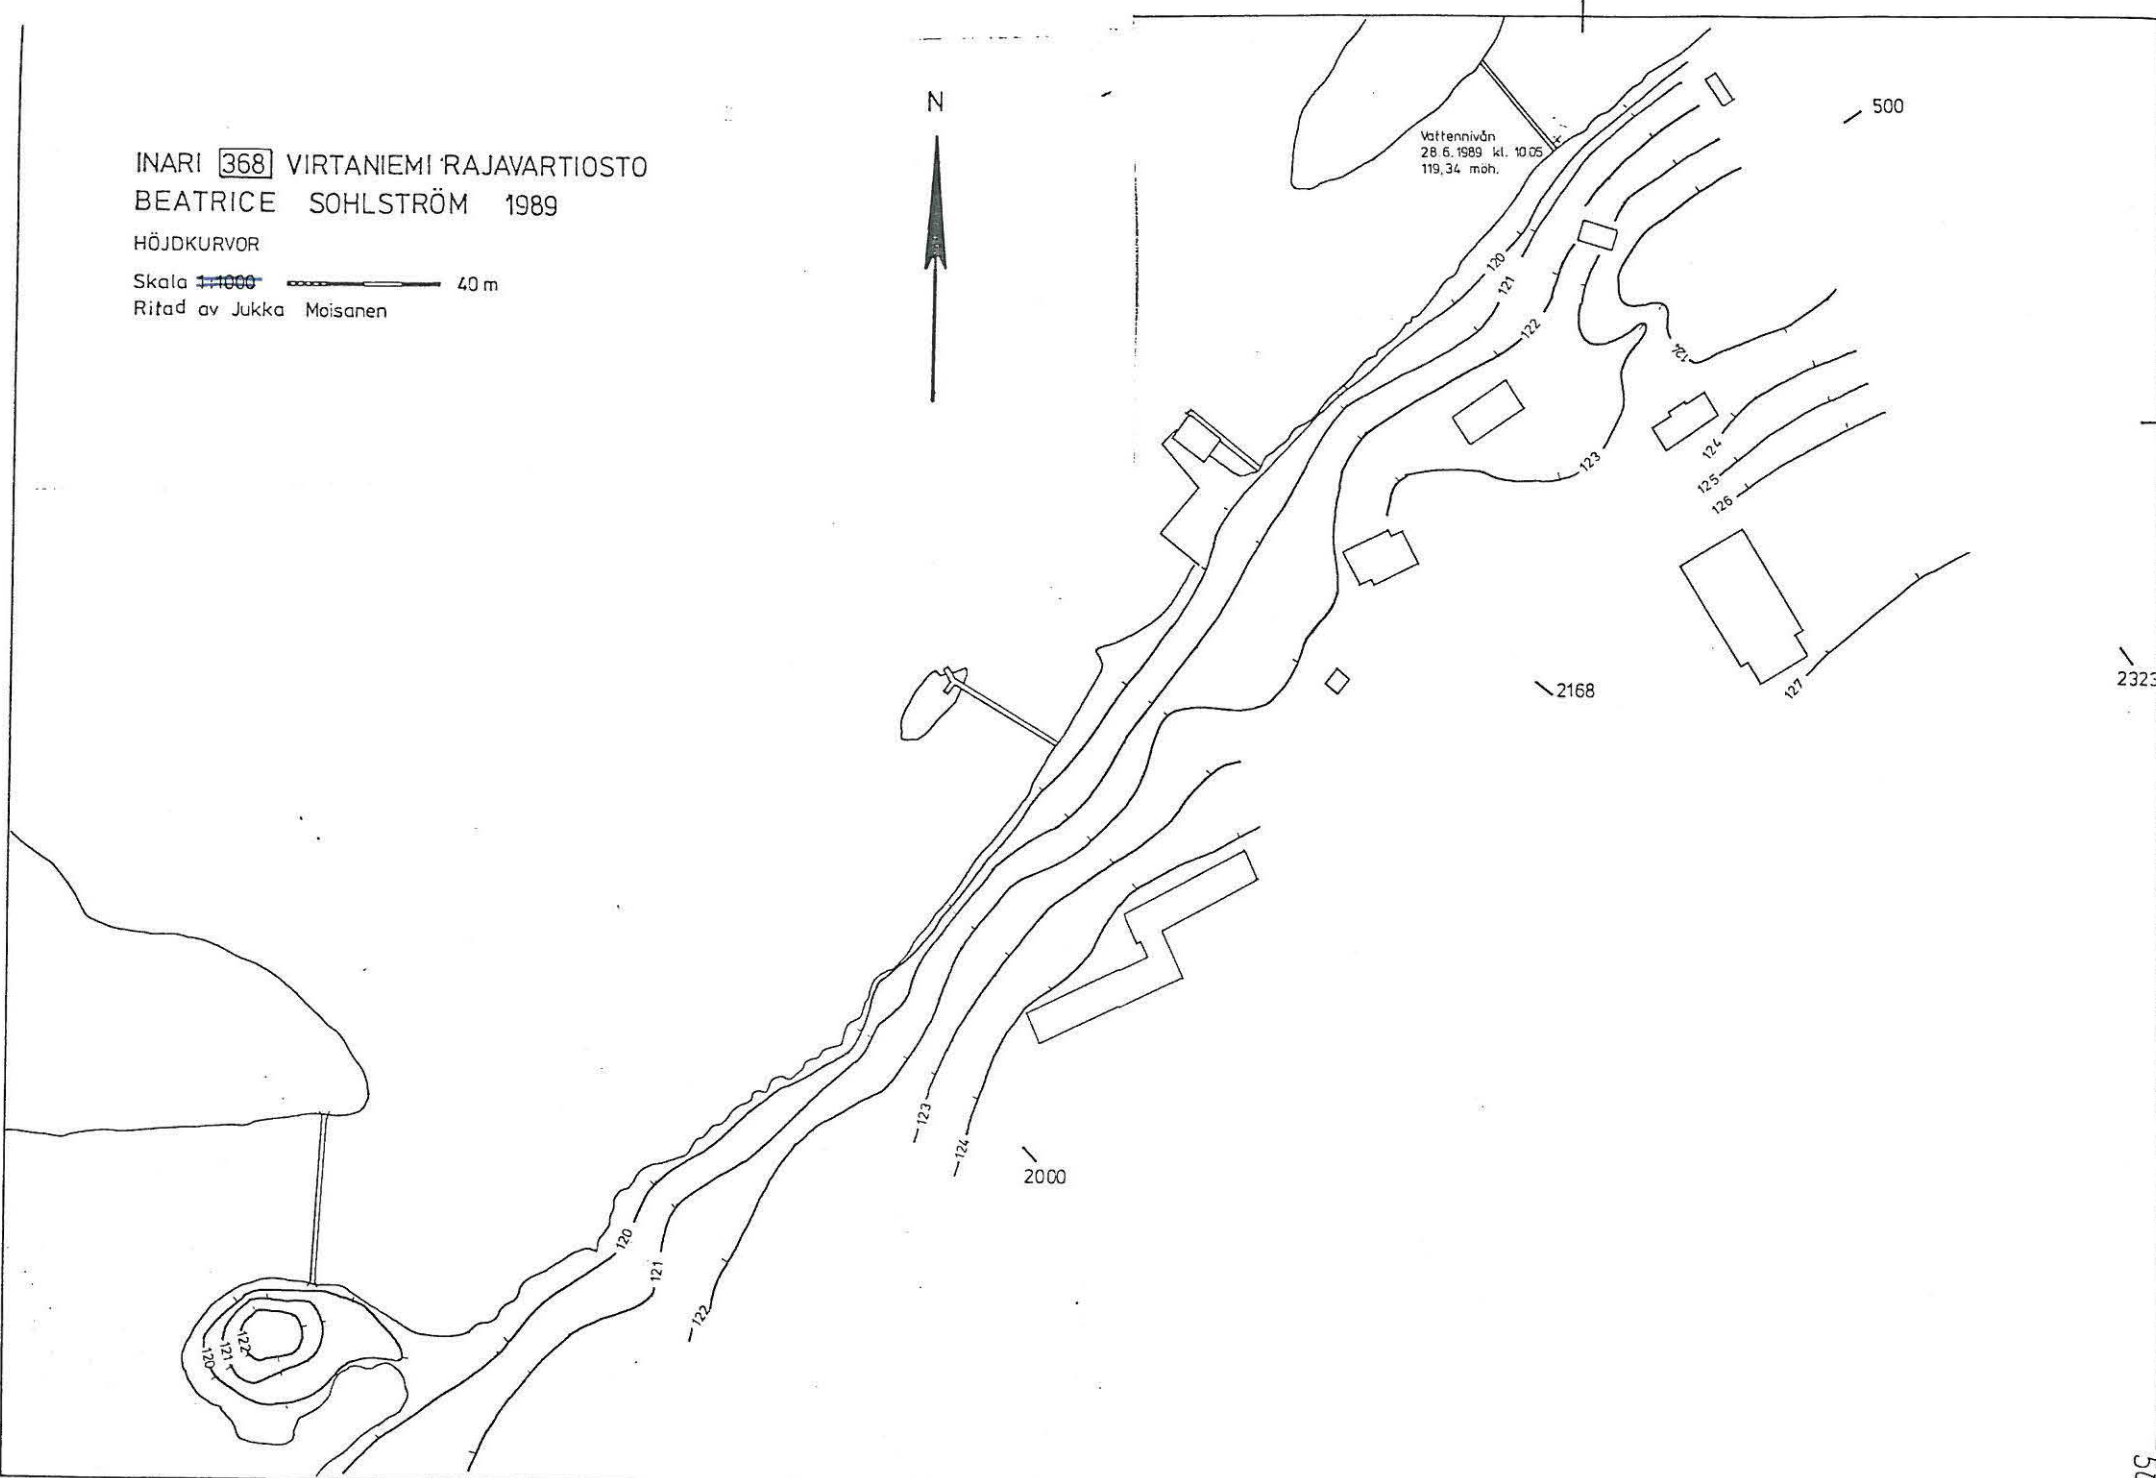 INARI 368 VIRTANIEMI RAJAVARTIOSTO
BEATRICE SOHLSTRÖM 1989
HÖJDKURVOR
Skala 1:1000 40 m
Ritad av Jukka Moisanen
N
Vattennivån
28.6.1989 kl. 10.05
119,34 möh.
500
120
121
122
124
123
124
125
126
127
2168
2323
123
124
2000
120
121
122
120
121
122